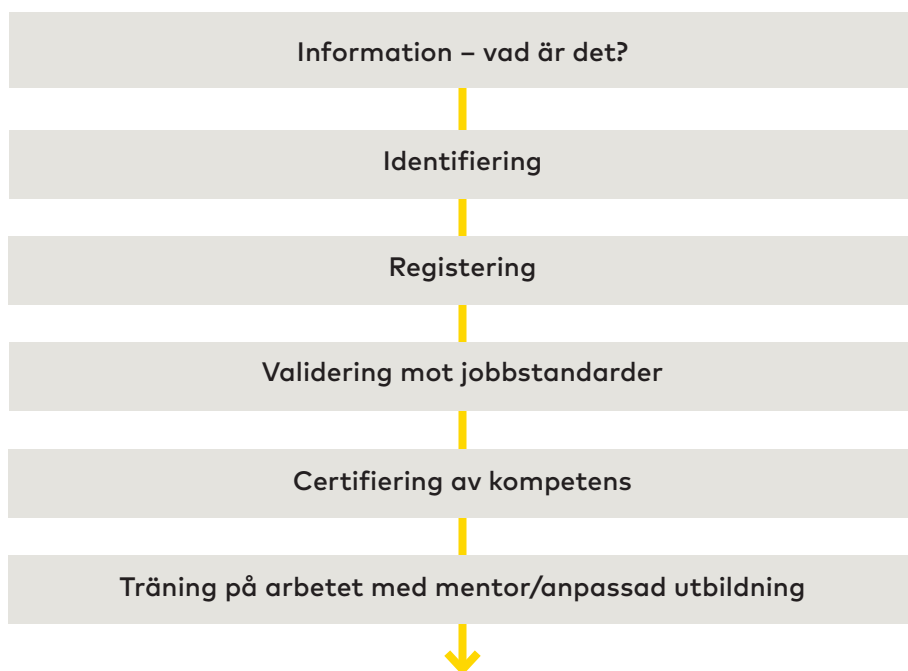 Information – vad är det?
Identifiering
Registering
Validering mot jobbstandarder
Certifiering av kompetens
Träning på arbetet med mentor/anpassad utbildning